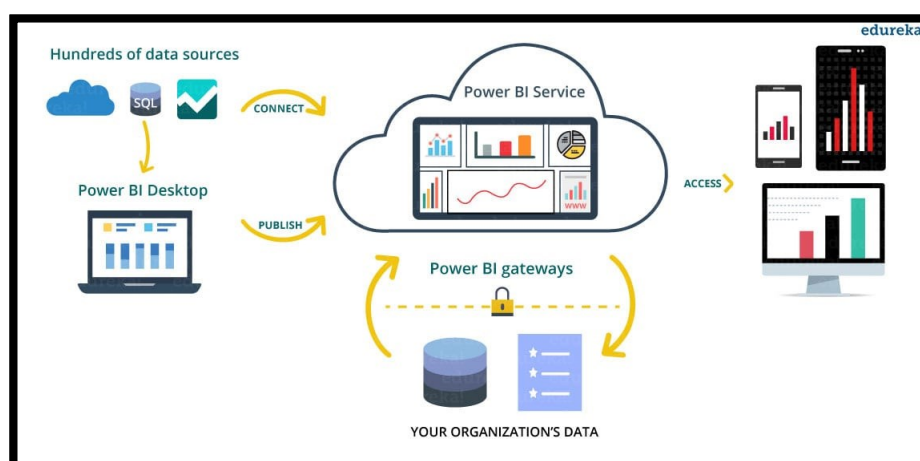 edureka!
Hundreds of data sources
SQL
CONNECT
Power BI Service
WWW
Power BI Desktop
PUBLISH
ACCESS
Power BI gateways
YOUR ORGANIZATION'S DATA